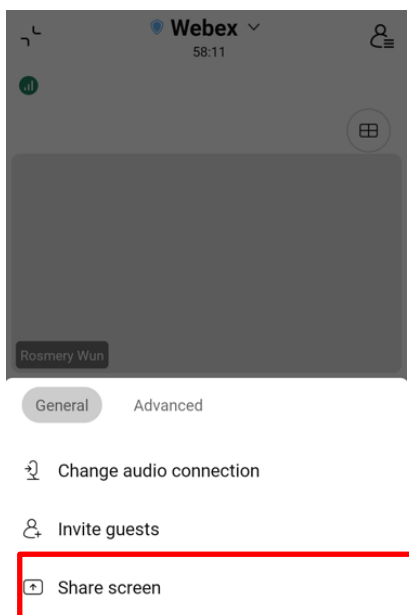 Webex
58:11
Rosmery Wun
General Advanced
Change audio connection
Invite guests
Share screen